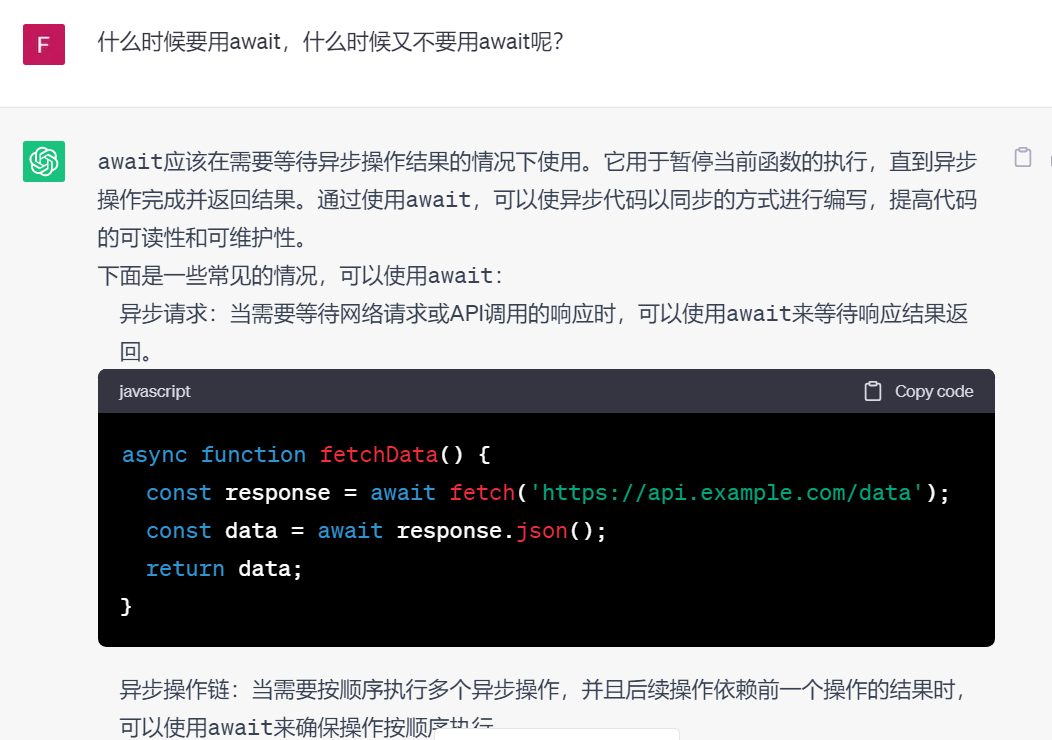 F
什么时候要用await，什么时候又不要用await呢？
await应该在需要等待异步操作结果的情况下使用。它用于暂停当前函数的执行，直到异步
操作完成并返回结果。通过使用await，可以使异步代码以同步的方式进行编写，提高代码
的可读性和可维护性。
下面是一些常见的情况，可以使用await：
异步请求：当需要等待网络请求或API调用的响应时，可以使用await来等待响应结果返
回。
javascript Copy code
async function fetchData() {
  const response = await fetch('https://api.example.com/data');
  const data = await response.json();
  return data;
}
异步操作链：当需要按顺序执行多个异步操作，并且后续操作依赖前一个操作的结果时，
可以使用await来确保操作按顺序执行